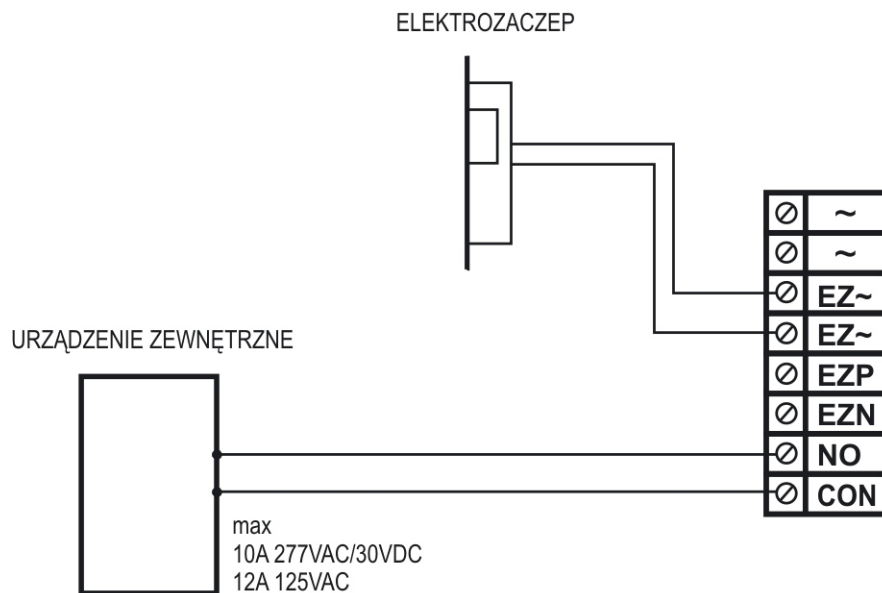 ELEKTROZACZEP
~
~
EZ~
EZ~
EZP
EZN
NO
CON
URZĄDZENIE ZEWNĘTRZNE
max
10A 277VAC/30VDC
12A 125VAC